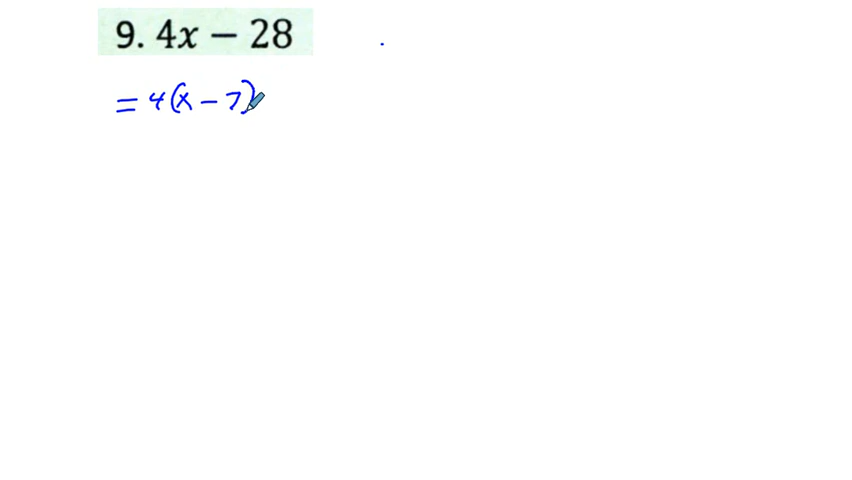 9. 4x − 28
= 4(x − 7)